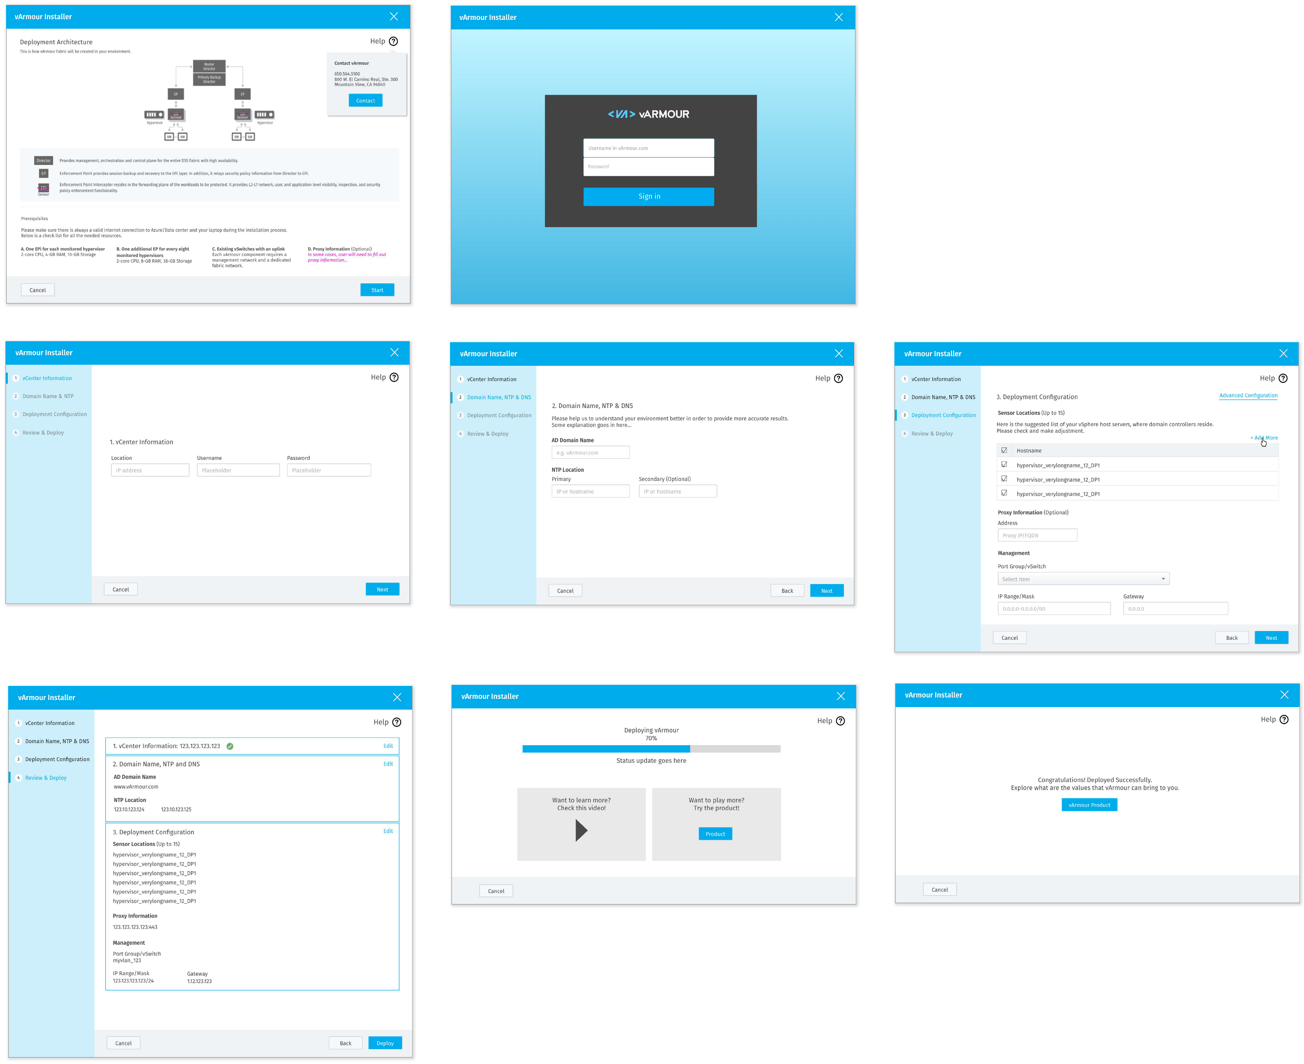 vArmour Installer
Deployment Architecture
This is how vArmour Fabric will be created in your environment.
Help
Contact vArmour
650.564.5100
800 W. El Camino Real, Ste. 300
Mountain View, CA 94040
Contact
Master
Director
Primary Backup
Director
EP
EP
Hypervisor
Hypervisor
Director
Provides management, orchestration and control plane for the entire DSS Fabric with high availability.
EP
Enforcement Point provides session backup and recovery to the EPI layer. In addition, it relays security policy information from Director to EPI.
Enforcement Point Interceptor resides in the forwarding plane of the workloads to be protected. It provides L2-L7 network, user, and application level visibility, inspection, and security
policy enforcement functionality.
Prerequisites
Please make sure there is always a valid internet connection to Azure/Data center and your laptop during the installation process.
Below is a check list for all the needed resources.
A. One EPI for each monitored hypervisor
2-core CPU, 4-GB RAM, 10-GB Storage
B. One additional EP for every eight
monitored hypervisors
2-core CPU, 8-GB RAM, 36-GB Storage
C. Existing vSwitches with an uplink
Each vArmour component requires a
management network and a dedicated
fabric network.
D. Proxy Information (Optional)
In some cases, user will need to fill out
proxy information...
Cancel
Start
vArmour Installer
<VA> vARMOUR
Username in vArmour.com
Password
Sign in
vArmour Installer
1 vCenter Information
2 Domain Name & NTP
3 Deployment Configuration
4 Review & Deploy
Help
1. vCenter Information
Location
Username
Password
IP address
Placeholder
Placeholder
Cancel
Next
vArmour Installer
1 vCenter Information
2 Domain Name, NTP & DNS
3 Deployment Configuration
4 Review & Deploy
Help
2. Domain Name, NTP & DNS
Please help us to understand your environment better in order to provide more accurate results.
Some explanation goes in here...
AD Domain Name
e.g. vArmour.com
NTP Location
Primary
Secondary (Optional)
IP or hostname
IP or hostname
Cancel
Back
Next
vArmour Installer
1 vCenter Information
2 Domain Name, NTP & DNS
3 Deployment Configuration
4 Review & Deploy
Help
3. Deployment Configuration
Advanced Configuration
Sensor Locations (Up to 15)
Here is the suggested list of your vSphere host servers, where domain controllers reside.
Please check and make adjustment.
+ Add More
Hostname
hypervisor_verylongname_12_DP1
hypervisor_verylongname_12_DP1
hypervisor_verylongname_12_DP1
Proxy Information (Optional)
Address
Proxy IP/FQDN
Management
Port Group/vSwitch
Select item
IP Range/Mask
Gateway
0.0.0.0-0.0.0.0/00
0.0.0.0
Cancel
Back
Next
vArmour Installer
1 vCenter Information
2 Domain Name, NTP & DNS
3 Deployment Configuration
4 Review & Deploy
Help
1. vCenter Information: 123.123.123.123
Edit
2. Domain Name, NTP and DNS
Edit
AD Domain Name
www.vArmour.com
NTP Location
123.10.123.124
123.10.123.125
3. Deployment Configuration
Edit
Sensor Locations (Up to 15)
hypervisor_verylongname_12_DP1
hypervisor_verylongname_12_DP1
hypervisor_verylongname_12_DP1
hypervisor_verylongname_12_DP1
hypervisor_verylongname_12_DP1
hypervisor_verylongname_12_DP1
Proxy Information
123.123.123.123:443
Management
Port Group/vSwitch
myvlan_123
IP Range/Mask
Gateway
123.123.123.123/24
1.12.123.123
Cancel
Back
Deploy
vArmour Installer
Help
Deploying vArmour
70%
Status update goes here
Want to learn more?
Check this video!
Want to play more?
Try the product!
Product
Cancel
vArmour Installer
Help
Congratulations! Deployed Successfully.
Explore what are the values that vArmour can bring to you.
vArmour Product
Cancel